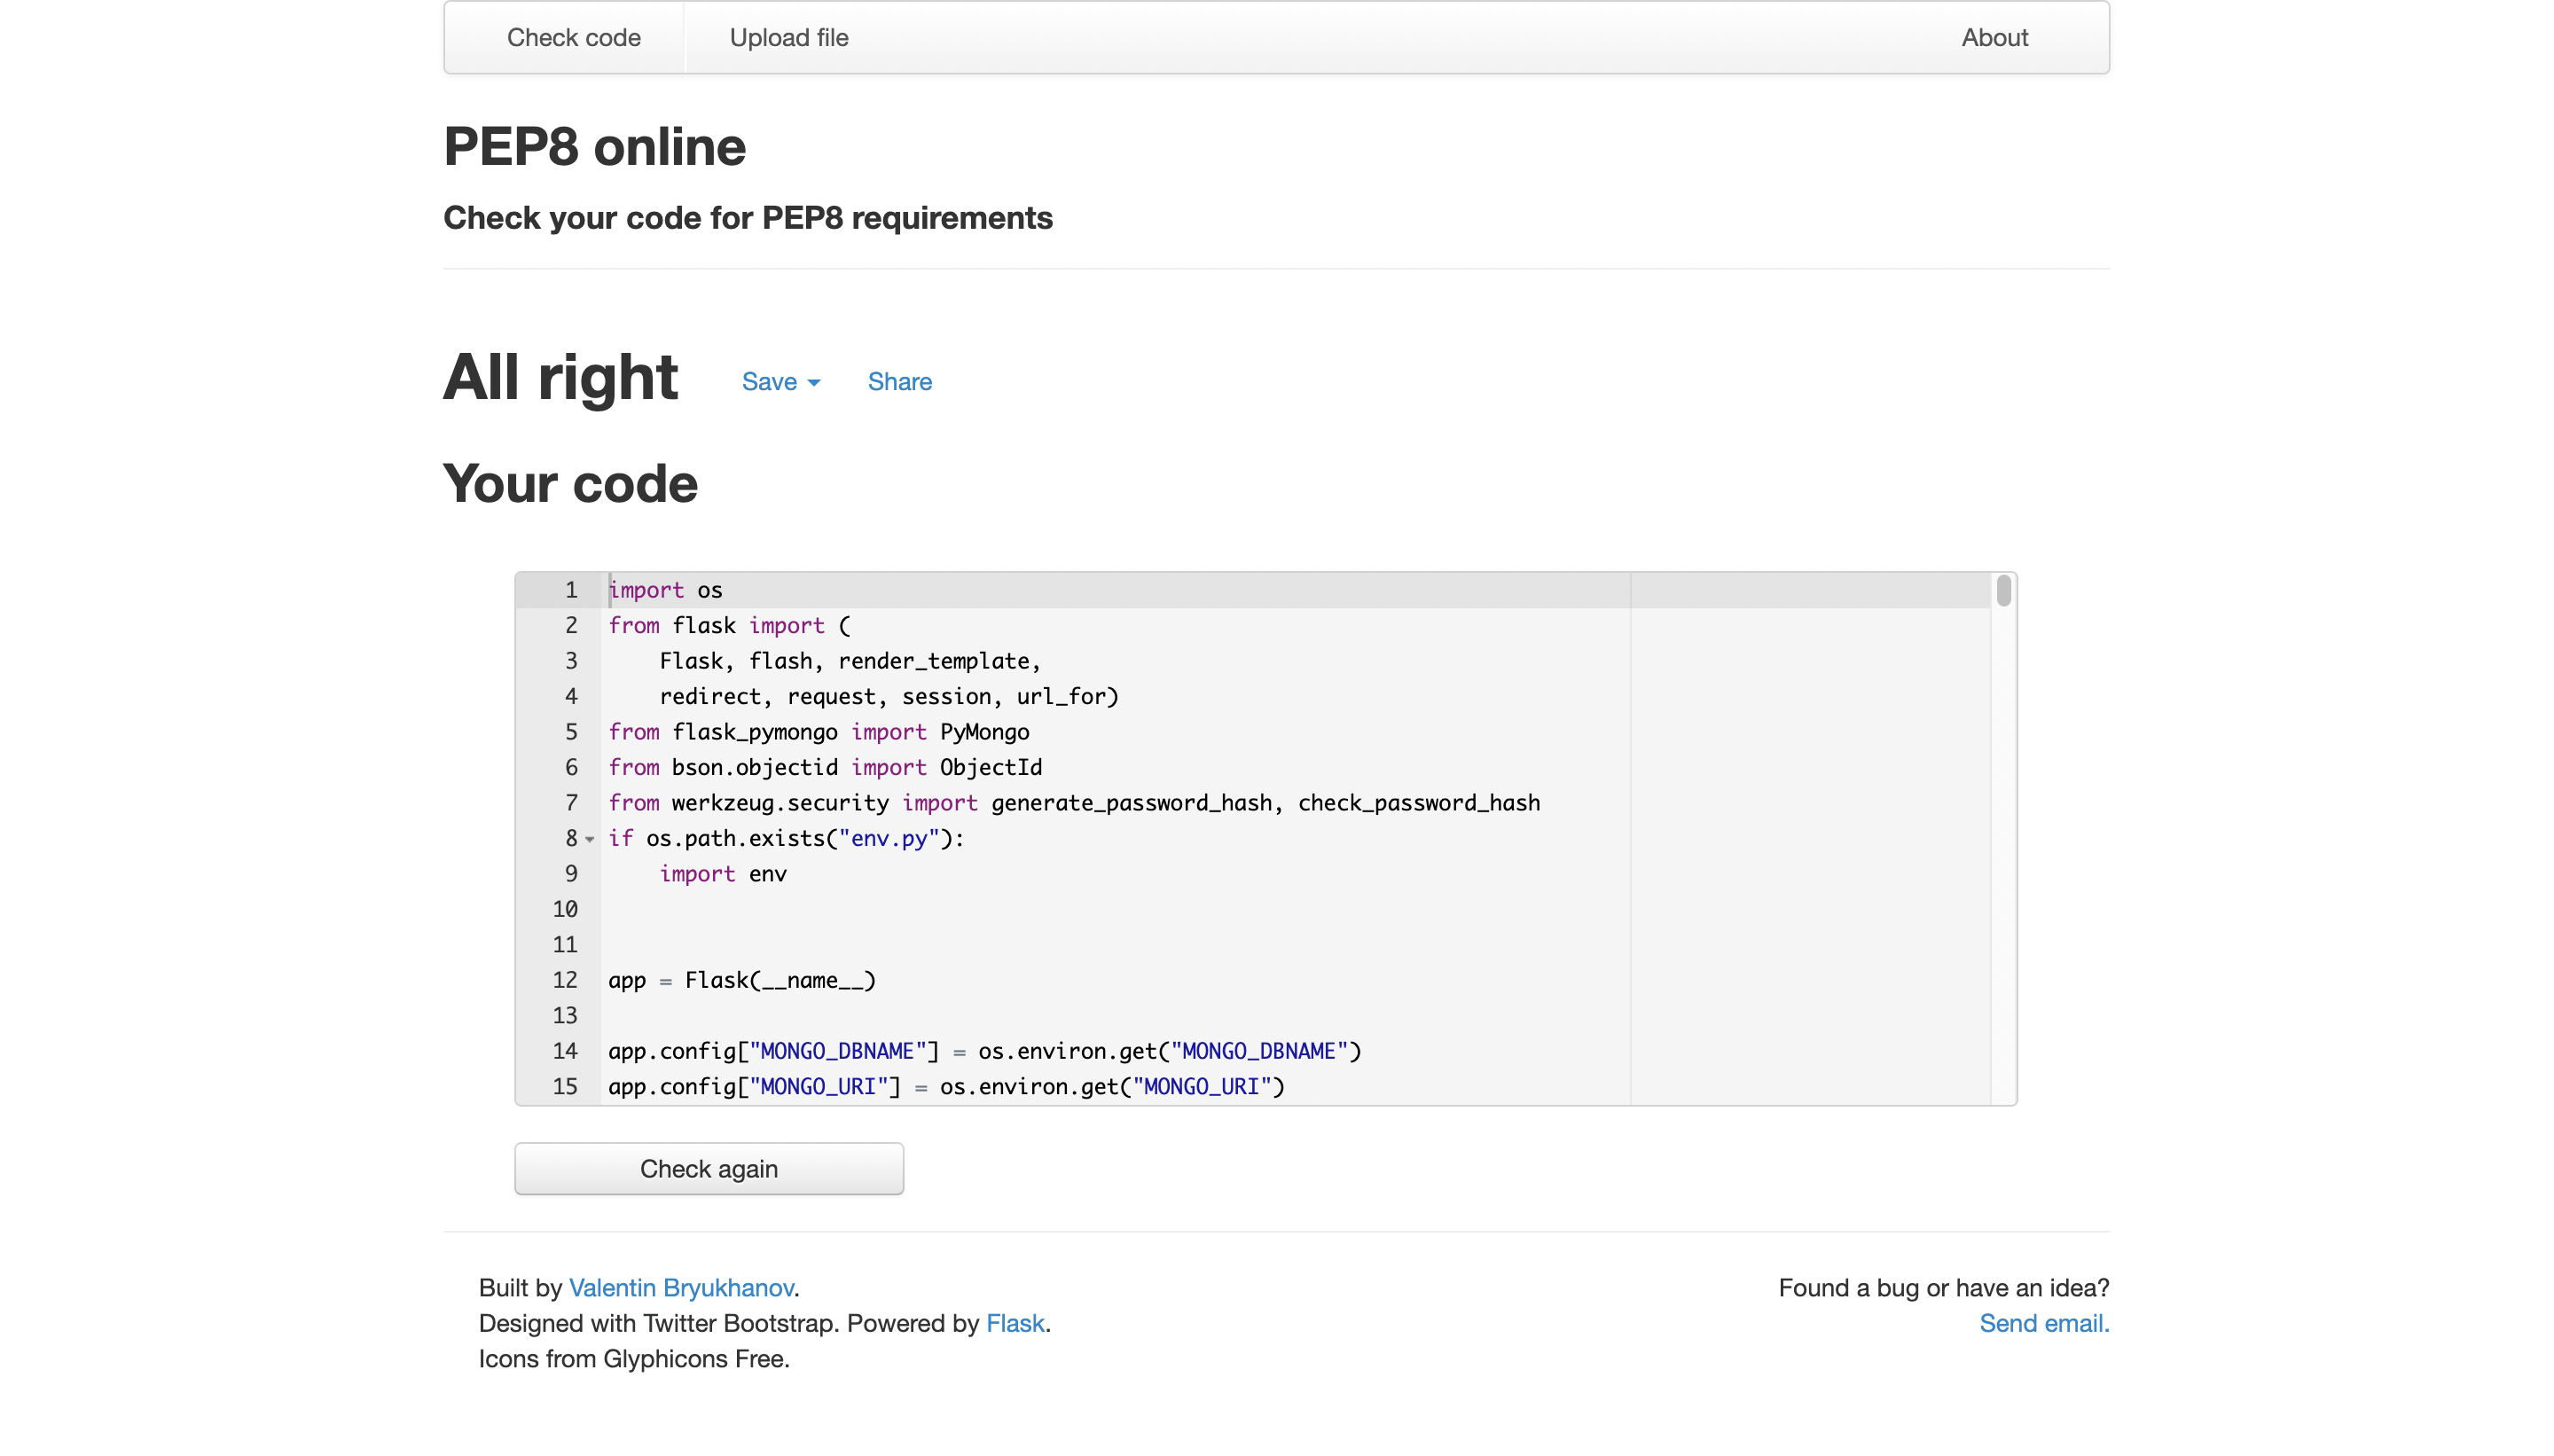 Check code Upload file About
PEP8 online
Check your code for PEP8 requirements
All right Save Share
Your code
1 import os
2 from flask import (
3     Flask, flash, render_template,
4     redirect, request, session, url_for)
5 from flask_pymongo import PyMongo
6 from bson.objectid import ObjectId
7 from werkzeug.security import generate_password_hash, check_password_hash
8 if os.path.exists("env.py"):
9     import env
10
11
12 app = Flask(__name__)
13
14 app.config["MONGO_DBNAME"] = os.environ.get("MONGO_DBNAME")
15 app.config["MONGO_URI"] = os.environ.get("MONGO_URI")
Check again
Built by Valentin Bryukhanov.
Designed with Twitter Bootstrap. Powered by Flask.
Icons from Glyphicons Free.
Found a bug or have an idea?
Send email.